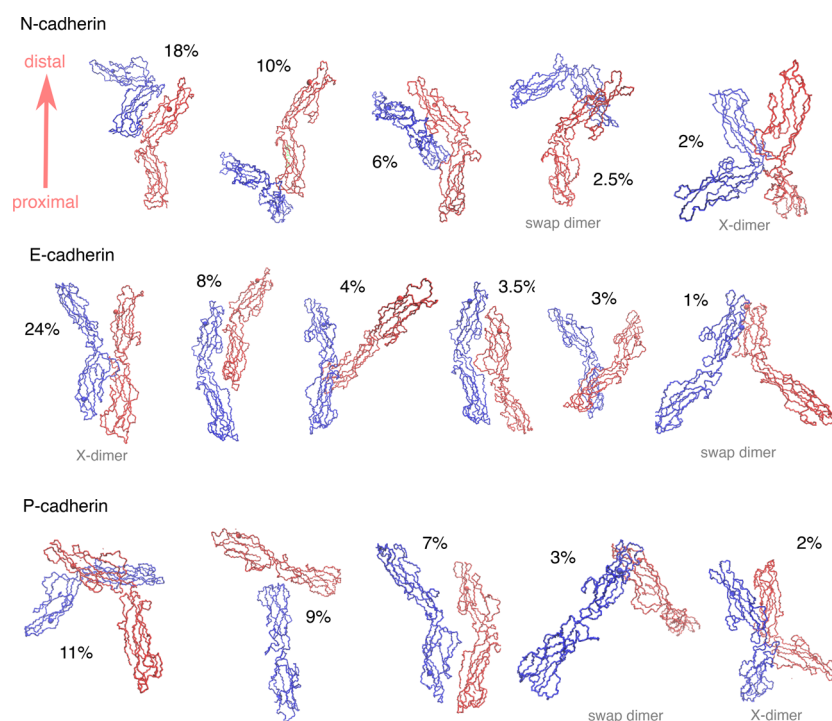 N-cadherin
distal
proximal
18%
10%
6%
2.5%
swap dimer
2%
X-dimer
E-cadherin
24%
X-dimer
8%
4%
3.5%
3%
1%
swap dimer
P-cadherin
11%
9%
7%
3%
swap dimer
2%
X-dimer